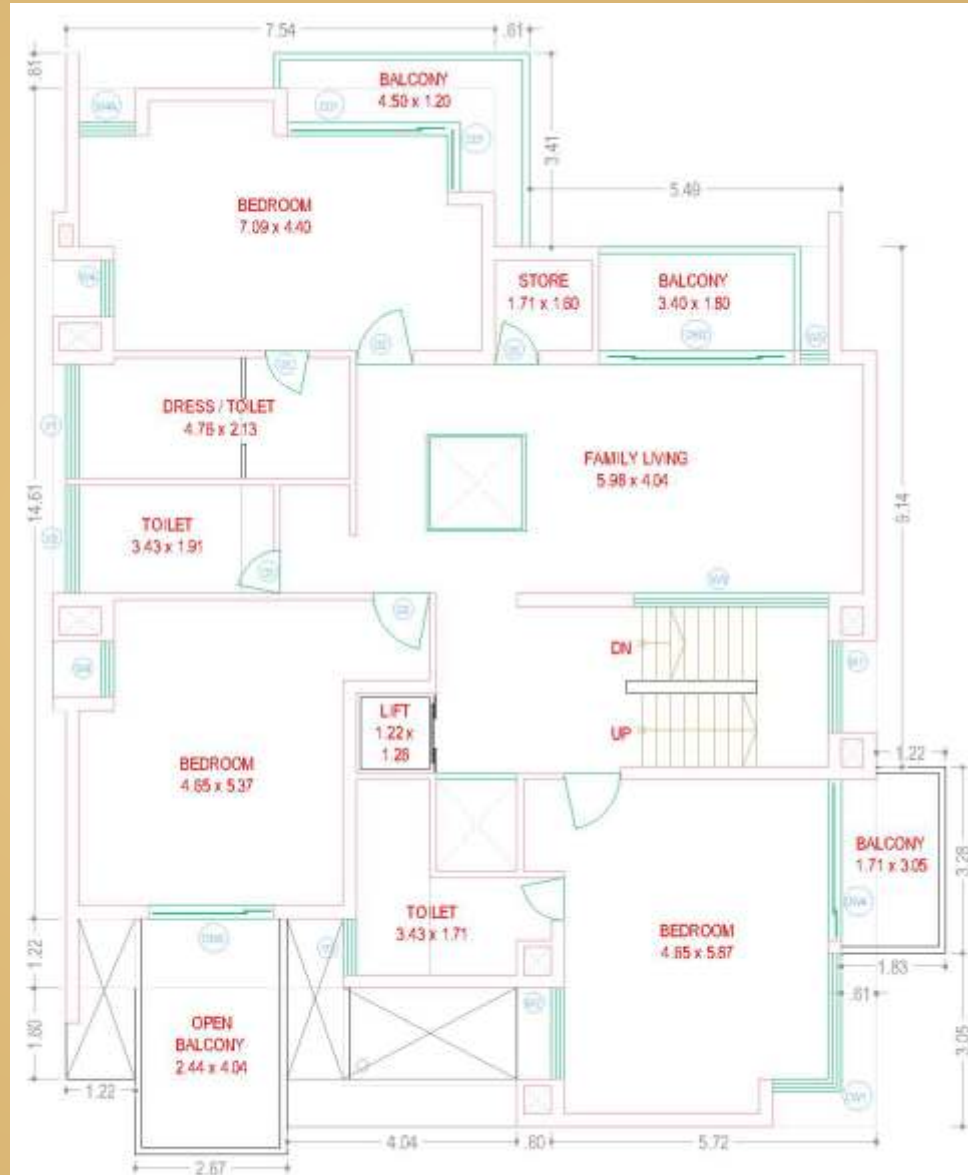 7.54
.61
.61
BALCONY
4.50 x 1.20
3.41
5.49
BEDROOM
7.09 x 4.40
STORE
1.71 x 1.60
BALCONY
3.40 x 1.60
DRESS / TOILET
4.76 x 2.13
FAMILY LIVING
5.98 x 4.04
14.61
9.14
TOILET
3.43 x 1.91
DN
UP
LIFT
1.22 x
1.26
BEDROOM
4.65 x 5.37
1.22
BALCONY
1.71 x 3.05
3.28
TOILET
3.43 x 1.71
BEDROOM
4.65 x 5.87
1.22
1.83
.61
OPEN
BALCONY
2.44 x 4.04
1.60
3.05
1.22
4.04
.60
5.72
2.67